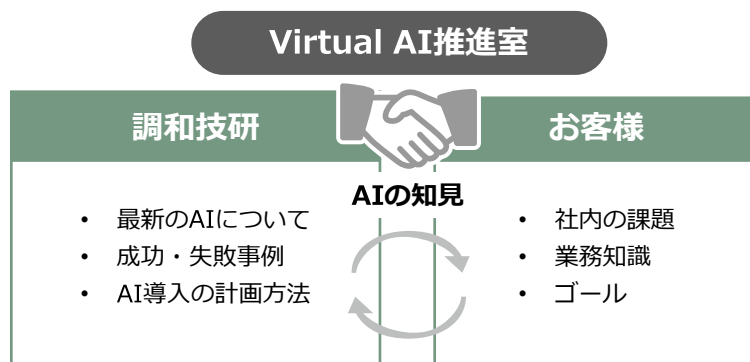 Virtual AI推進室
調和技研
お客様
AIの知見
• 最新のAIについて
• 成功・失敗事例
• AI導入の計画方法
• 社内の課題
• 業務知識
• ゴール